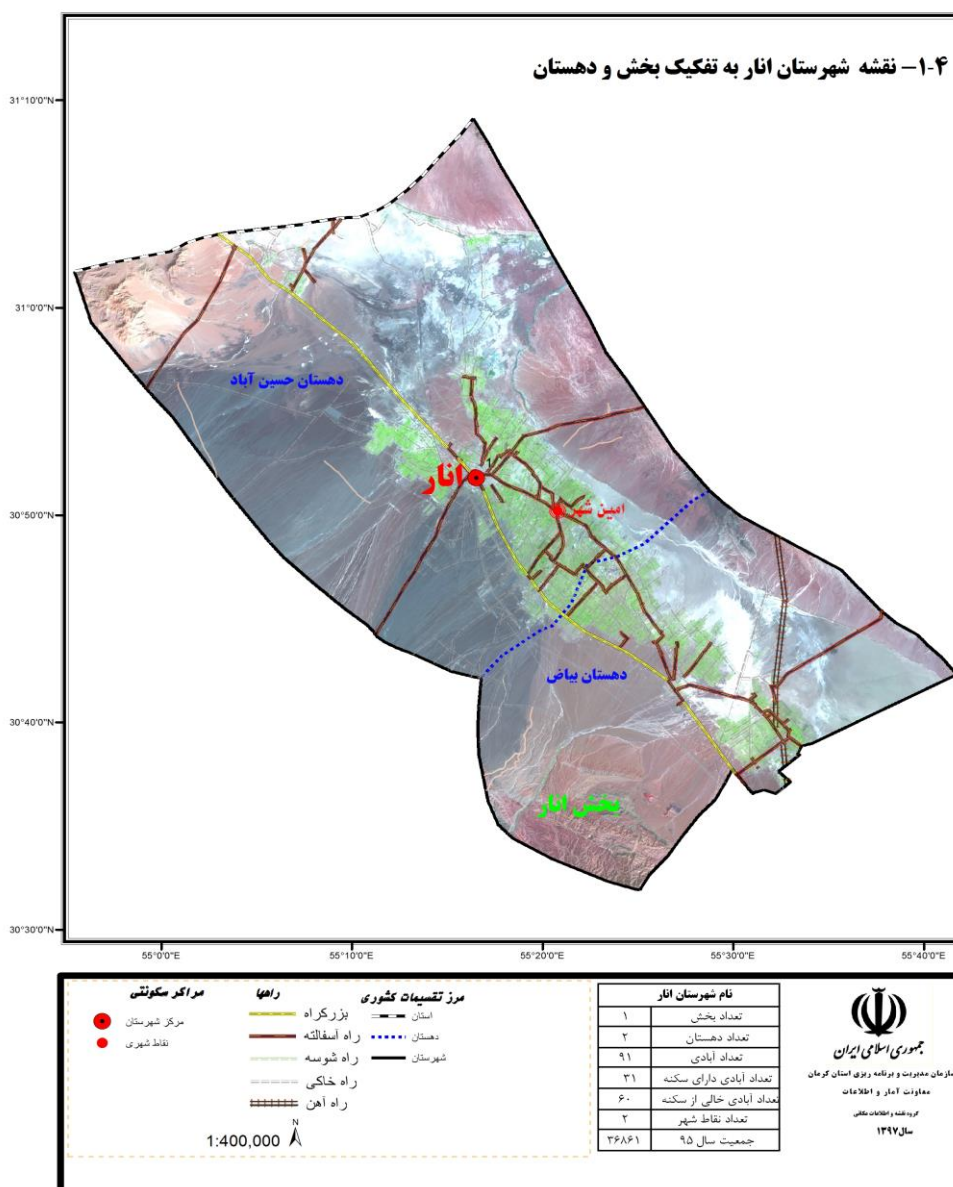 ۱-۴- نقشه شهرستان انار به تفکیک بخش و دهستان
31°10'0"N
31°0'0"N
30°50'0"N
30°40'0"N
30°30'0"N
دهستان حسین آباد
انار
امین شهر
دهستان بیاض
بخش انار
55°0'0"E
55°10'0"E
55°20'0"E
55°30'0"E
55°40'0"E
مرز تقسیمات کشوری
استان
دهستان
شهرستان
راهها
بزرگراه
راه آسفالته
راه شوسه
راه خاکی
راه آهن
مراکز سکونتی
مرکز شهرستان
نقاط شهری
N
1:400,000
نام شهرستان انار
تعداد بخش ۱
تعداد دهستان ۲
تعداد آبادی ۹۱
تعداد آبادی دارای سکنه ۳۱
تعداد آبادی خالی از سکنه ۶۰
تعداد نقاط شهر ۲
جمعیت سال ۹۵ ۳۶۸۶۱
جمهوری اسلامی ایران
سازمان مدیریت و برنامه ریزی استان کرمان
معاونت آمار و اطلاعات
گروه نقشه و اطلاعات مکانی
سال ۱۳۹۷